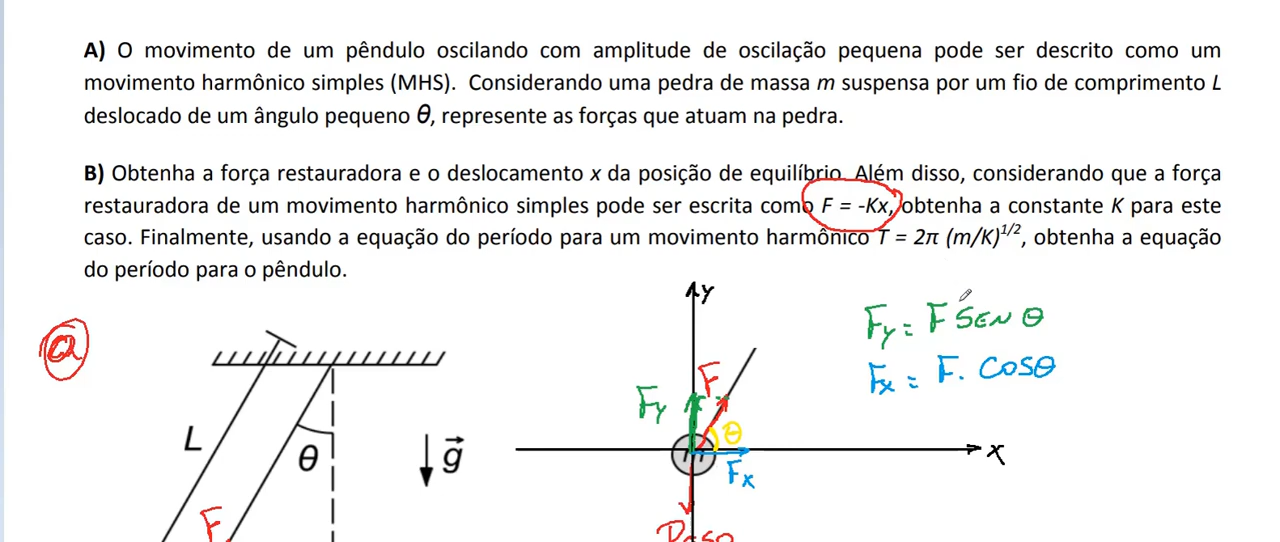 A) O movimento de um pêndulo oscilando com amplitude de oscilação pequena pode ser descrito como um
movimento harmônico simples (MHS). Considerando uma pedra de massa m suspensa por um fio de comprimento L
deslocado de um ângulo pequeno θ, represente as forças que atuam na pedra.
B) Obtenha a força restauradora e o deslocamento x da posição de equilíbrio. Além disso, considerando que a força
restauradora de um movimento harmônico simples pode ser escrita como F = -Kx, obtenha a constante K para este
caso. Finalmente, usando a equação do período para um movimento harmônico T = 2π (m/K)^1/2, obtenha a equação
do período para o pêndulo.
a
L
θ
F
g
Y
F
Fy
θ
X
Fx
Peso
Fy = F SEN θ
Fx = F. COSθ